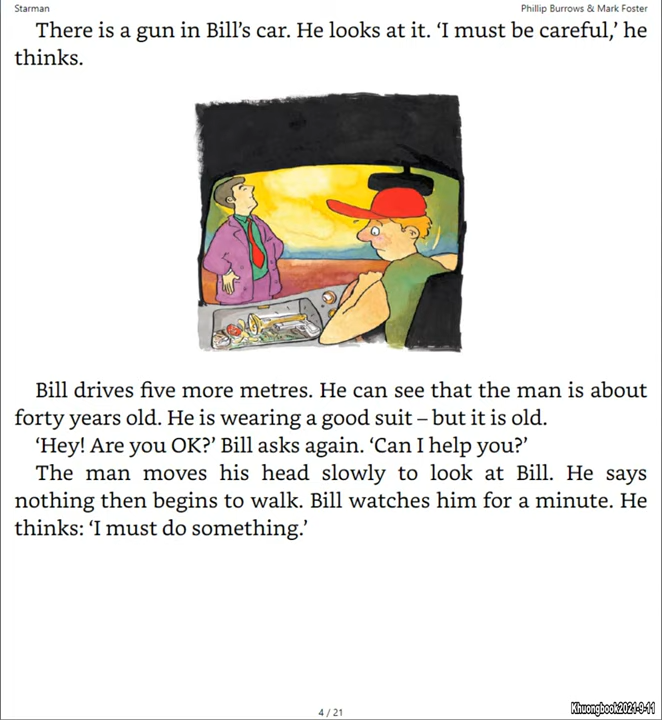 Starman
Phillip Burrows & Mark Foster
There is a gun in Bill’s car. He looks at it. ‘I must be careful,’ he
thinks.
Bill drives five more metres. He can see that the man is about
forty years old. He is wearing a good suit – but it is old.
‘Hey! Are you OK?’ Bill asks again. ‘Can I help you?’
The man moves his head slowly to look at Bill. He says
nothing then begins to walk. Bill watches him for a minute. He
thinks: ‘I must do something.’
4 / 21
Khuongbook2021-9-11